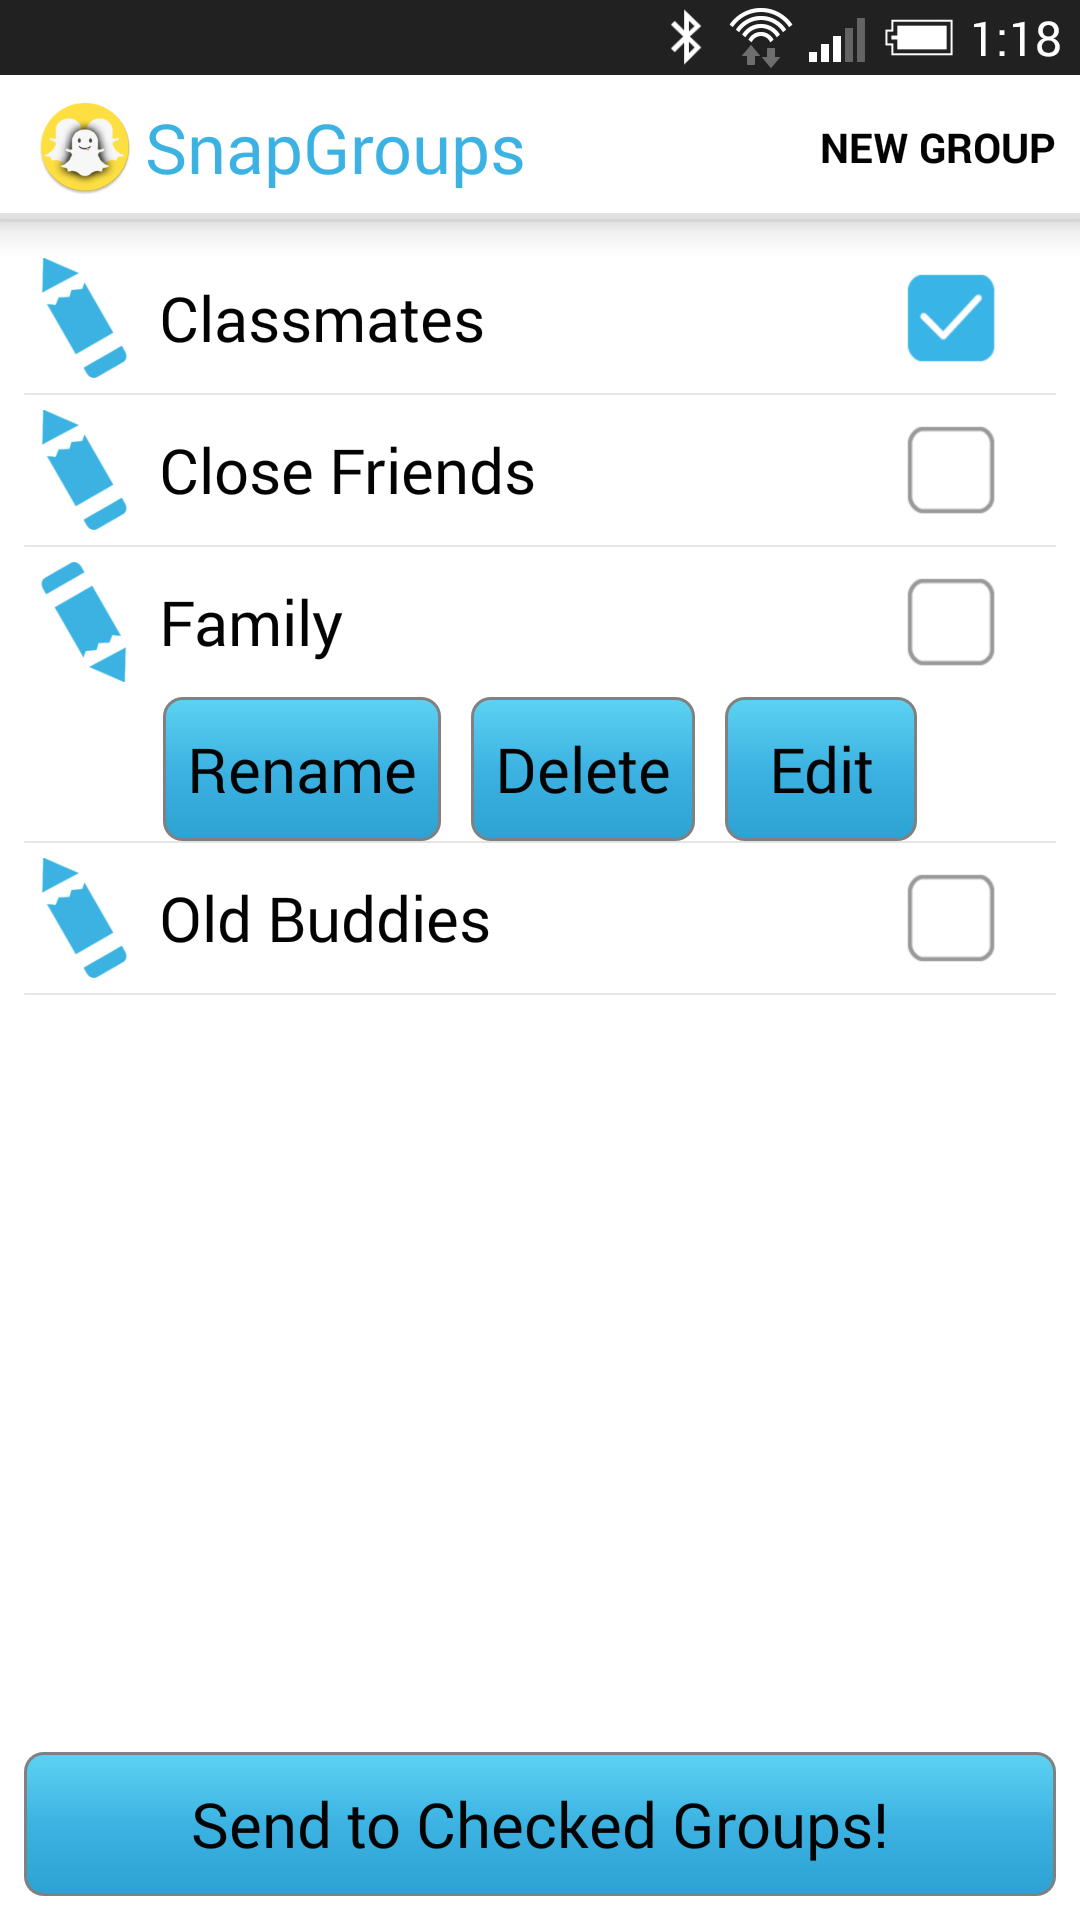 1:18
SnapGroups NEW GROUP
Classmates
Close Friends
Family
Rename Delete Edit
Old Buddies
Send to Checked Groups!